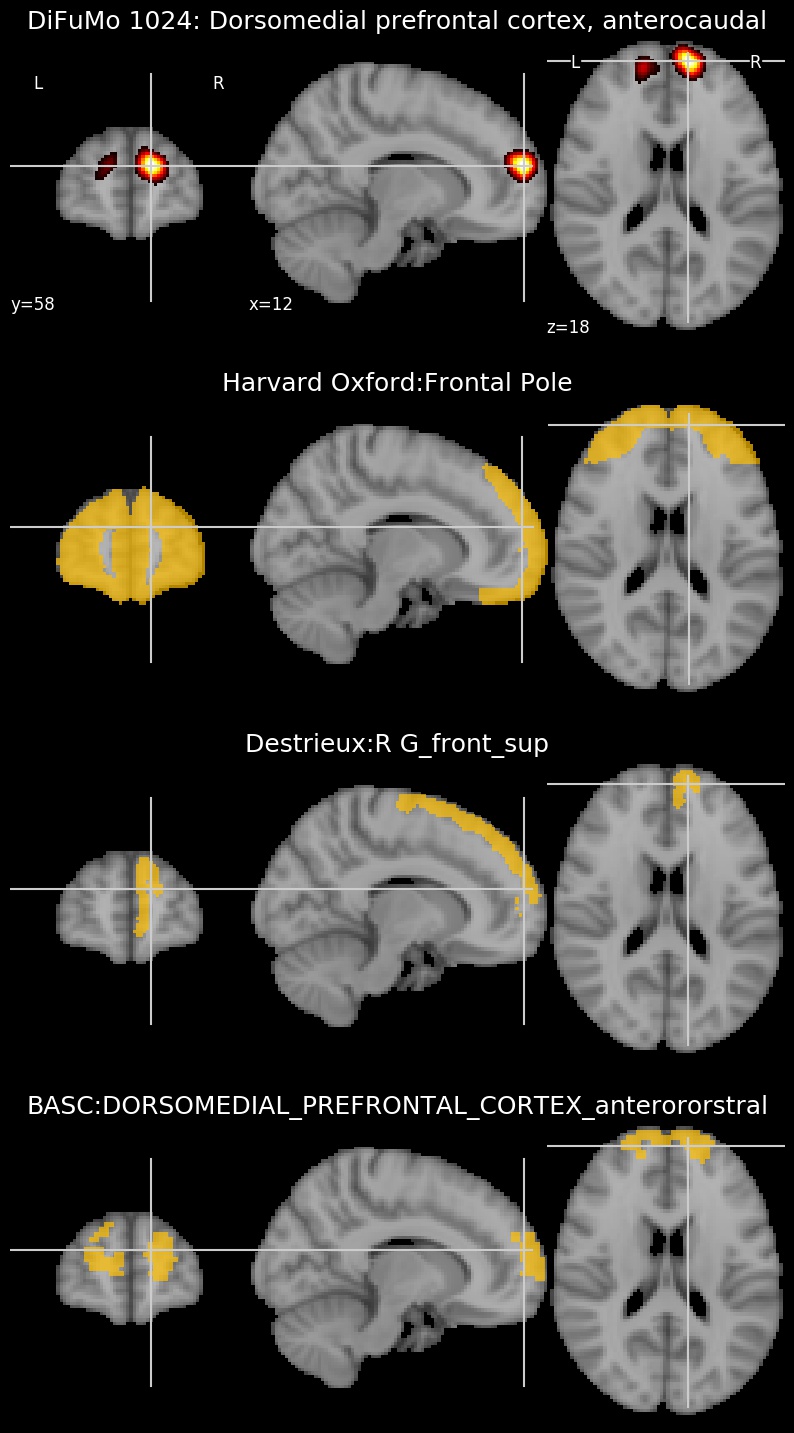 DiFuMo 1024: Dorsomedial prefrontal cortex, anterocaudal
L R
L R
y=58
x=12
z=18
Harvard Oxford:Frontal Pole
Destrieux:R G_front_sup
BASC:DORSOMEDIAL_PREFRONTAL_CORTEX_anterororstral